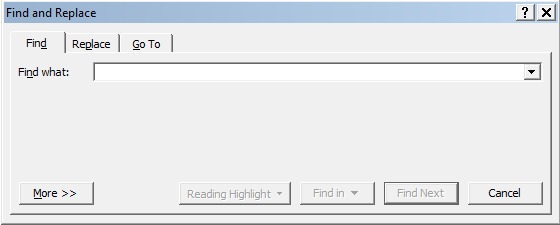 Find and Replace
Find Replace Go To
Find what:
More >> Reading Highlight Find in Find Next Cancel